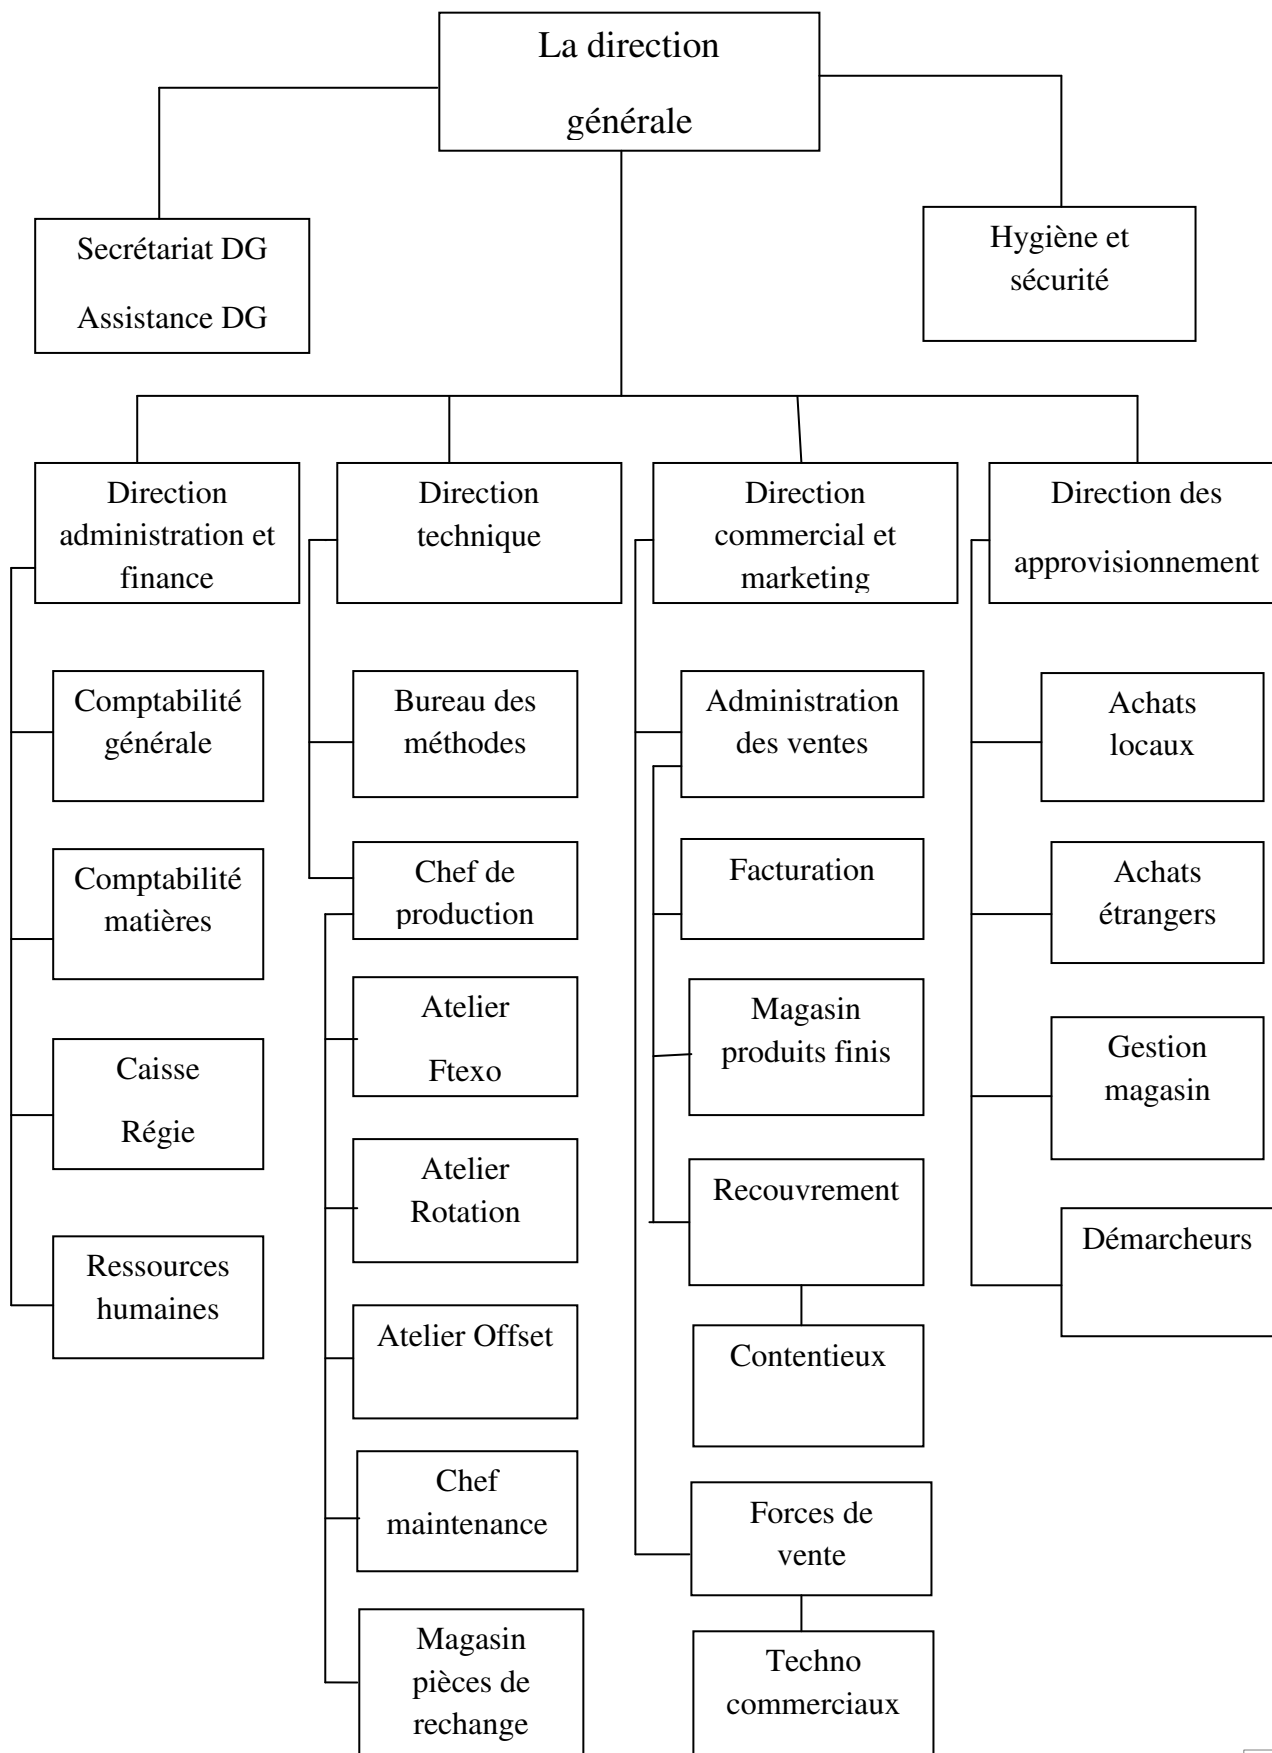 La direction
générale
Secrétariat DG
Assistance DG
Hygiène et
sécurité
Direction
administration et
finance
Direction
technique
Direction
commercial et
marketing
Direction des
approvisionnement
Comptabilité
générale
Comptabilité
matières
Caisse
Régie
Ressources
humaines
Bureau des
méthodes
Chef de
production
Atelier
Ftexo
Atelier
Rotation
Atelier Offset
Chef
maintenance
Magasin
pièces de
rechange
Administration
des ventes
Facturation
Magasin
produits finis
Recouvrement
Contentieux
Forces de
vente
Techno
commerciaux
Achats
locaux
Achats
étrangers
Gestion
magasin
Démarcheurs